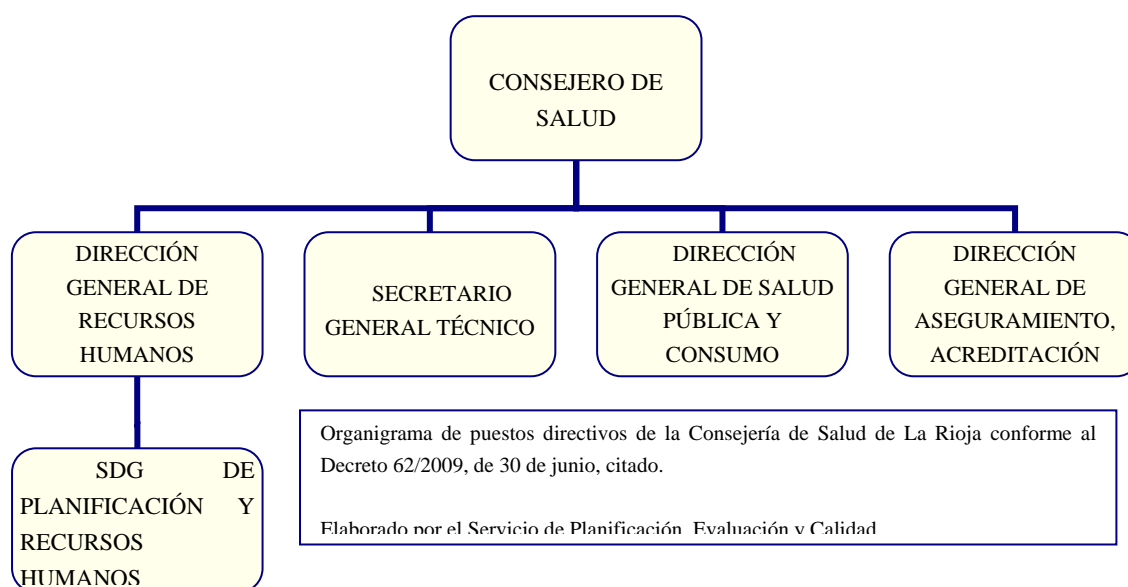 CONSEJERO DE
SALUD
DIRECCIÓN
GENERAL DE
RECURSOS
HUMANOS
SECRETARIO
GENERAL TÉCNICO
DIRECCIÓN
GENERAL DE SALUD
PÚBLICA Y
CONSUMO
DIRECCIÓN
GENERAL DE
ASEGURAMIENTO,
ACREDITACIÓN
SDG DE
PLANIFICACIÓN Y
RECURSOS
HUMANOS
Organigrama de puestos directivos de la Consejería de Salud de La Rioja conforme al
Decreto 62/2009, de 30 de junio, citado.
Elaborado por el Servicio de Planificación, Evaluación y Calidad